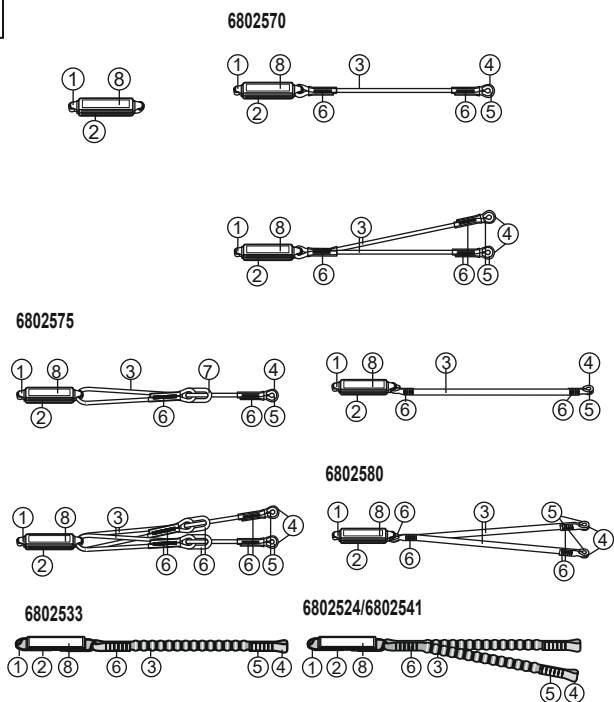 6802570
1 8 1 8 3 4
2 2 6 6 5
1 8 3 4
2 6 6 5
6802575
1 8 3 7 4 1 8 3 4
2 6 6 5 2 6 6 5
6802580
1 8 3 4 1 8 6 3 5 4
2 6 6 6 5 2 6 6
6802533 6802524/6802541
1 2 8 6 3 5 4 1 2 8 6 3 5 4